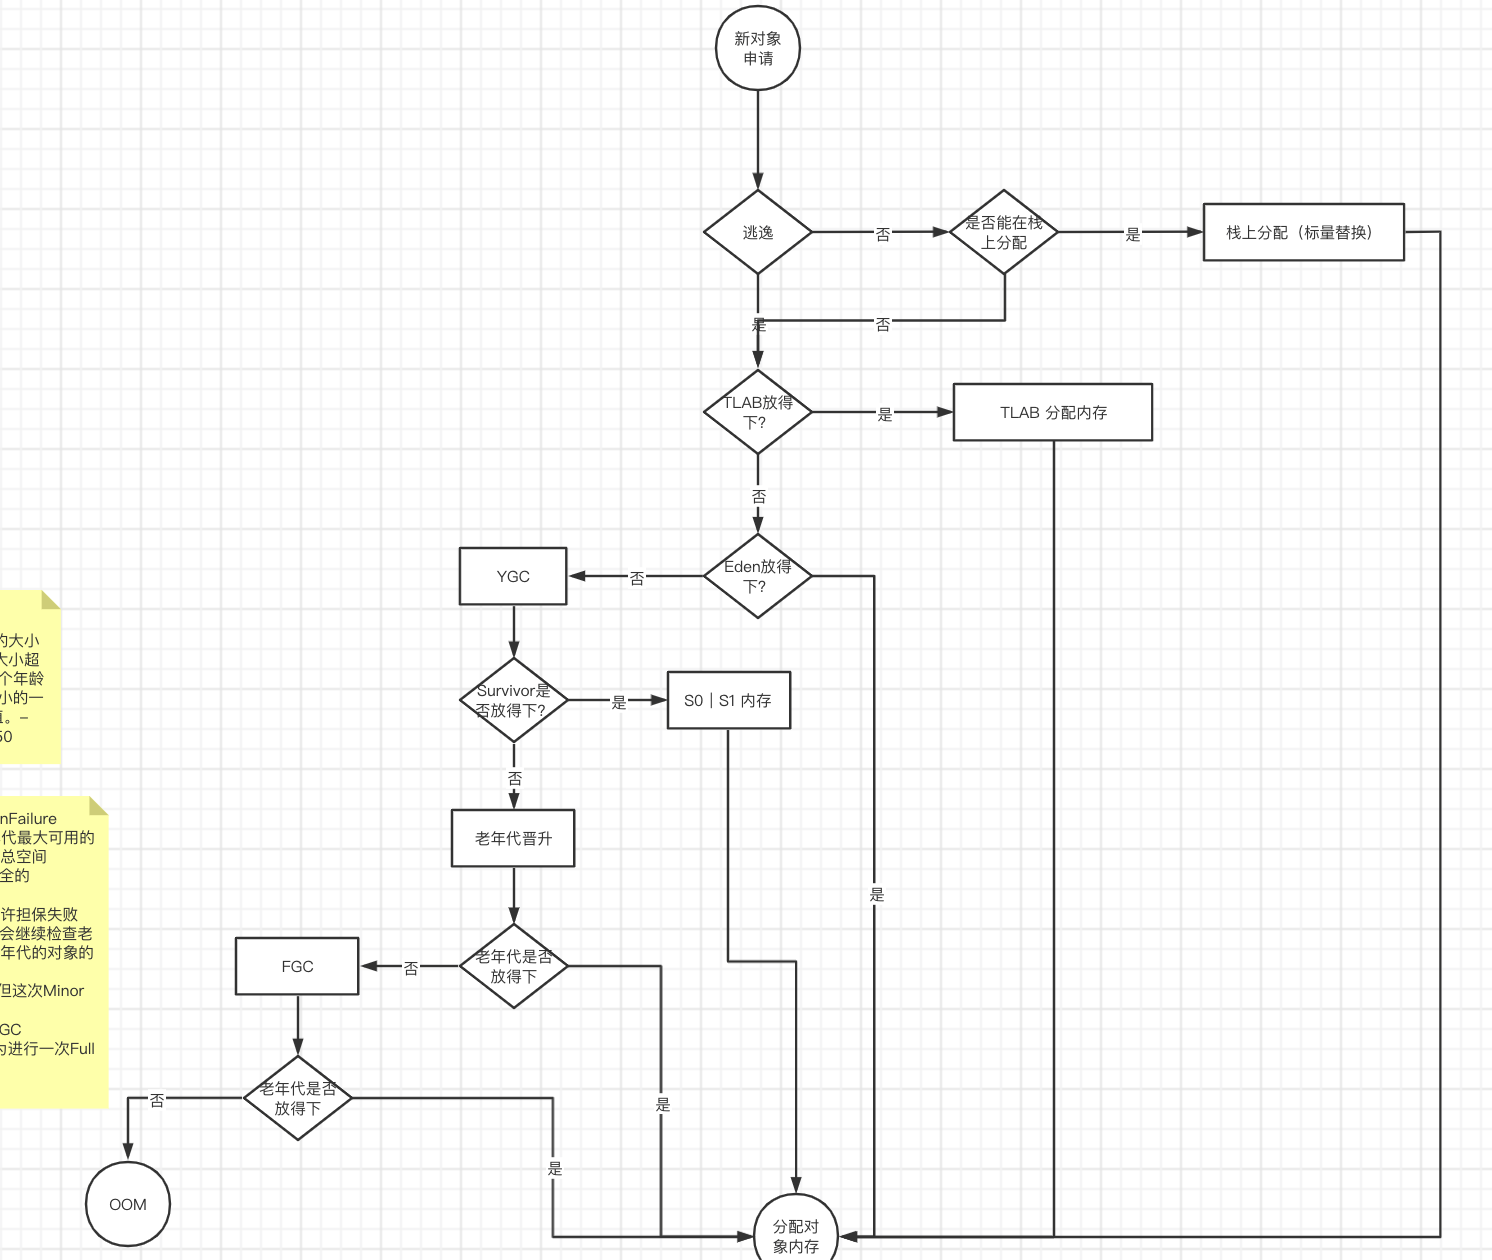 新对象
申请
逃逸
否
是否能在栈
上分配
是
栈上分配（标量替换）
是
否
TLAB放得
下?
是
TLAB 分配内存
否
Eden放得
下?
否
YGC
Survivor是
否放得下?
是
S0 | S1 内存
否
老年代晋升
是
老年代是否
放得下
否
FGC
老年代是否
放得下
否
是
是
OOM
分配对
象内存
的大小
大小超
个年龄
小的一
。–
50
nFailure
代最大可用的
总空间
全的
许担保失败
会继续检查老
年代的对象的
但这次Minor
GC
进行一次Full